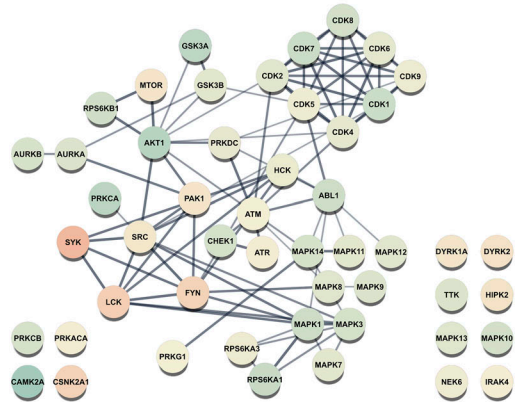 CDK8
CDK7
CDK6
GSK3A
CDK2
CDK9
MTOR
GSK3B
CDK5
CDK1
RPS6KB1
CDK4
AKT1
PRKDC
AURKB
AURKA
HCK
PRKCA
PAK1
ABL1
ATM
SYK
SRC
CHEK1
ATR
MAPK14
MAPK11
MAPK12
DYRK1A
DYRK2
LCK
FYN
MAPK8
MAPK9
TTK
HIPK2
PRKCB
PRKACA
MAPK1
MAPK3
MAPK13
MAPK10
PRKG1
RPS6KA3
MAPK7
CAMK2A
CSNK2A1
RPS6KA1
NEK6
IRAK4